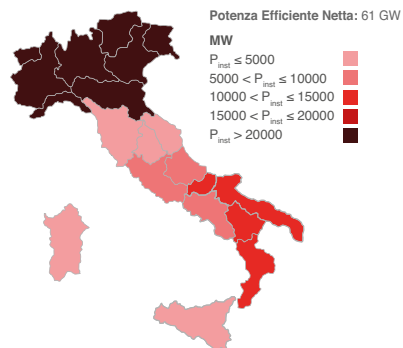 Potenza Efficiente Netta: 61 GW
MW
Pinst ≤ 5000
5000 < Pinst ≤ 10000
10000 < Pinst ≤ 15000
15000 < Pinst ≤ 20000
Pinst > 20000